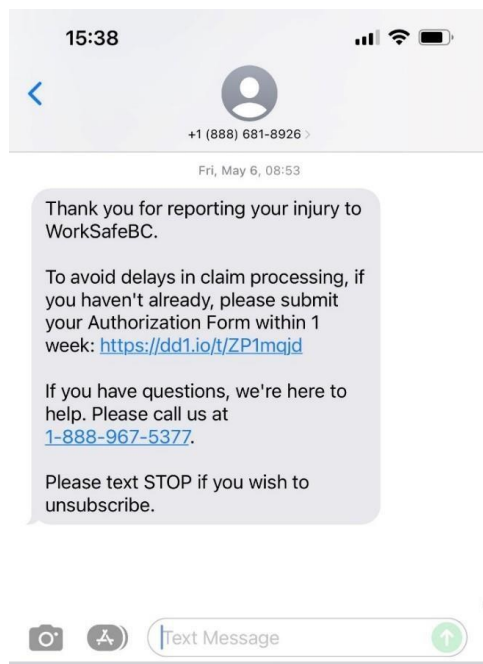 15:38
+1 (888) 681-8926
Fri, May 6, 08:53
Thank you for reporting your injury to
WorkSafeBC.
To avoid delays in claim processing, if
you haven't already, please submit
your Authorization Form within 1
week: https://dd1.io/t/ZP1mqjd
If you have questions, we're here to
help. Please call us at
1-888-967-5377.
Please text STOP if you wish to
unsubscribe.
Text Message